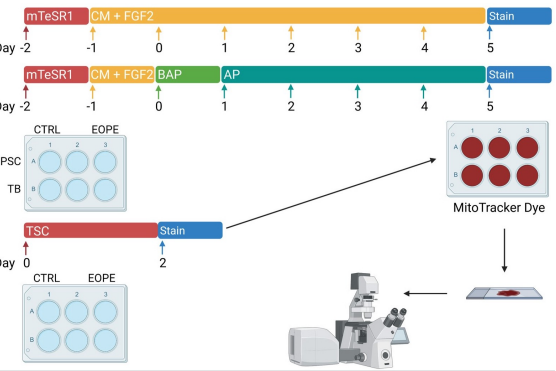 mTeSR1 CM + FGF2 Stain
Day -2 -1 0 1 2 3 4 5
mTeSR1 CM + FGF2 BAP AP Stain
Day -2 -1 0 1 2 3 4 5
CTRL EOPE
1 2 3
PSC A
TB B
1 2 3
A
B
MitoTracker Dye
TSC Stain
Day 0 2
CTRL EOPE
1 2 3
A
B